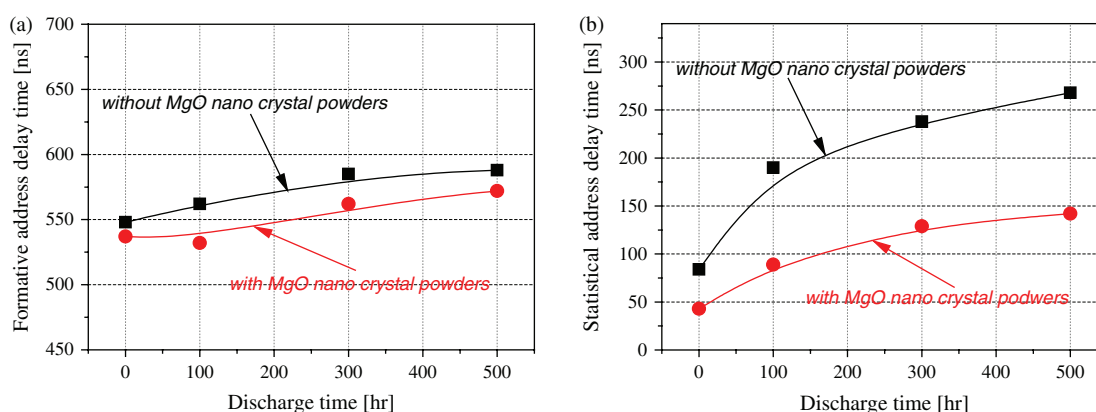 (a)
Formative address delay time [ns]
700
650
600
550
500
450
without MgO nano crystal powders
with MgO nano crystal powders
0 100 200 300 400 500
Discharge time [hr]
(b)
Statistical address delay time [ns]
300
250
200
150
100
50
0
without MgO nano crystal powders
with MgO nano crystal podwers
0 100 200 300 400 500
Discharge time [hr]